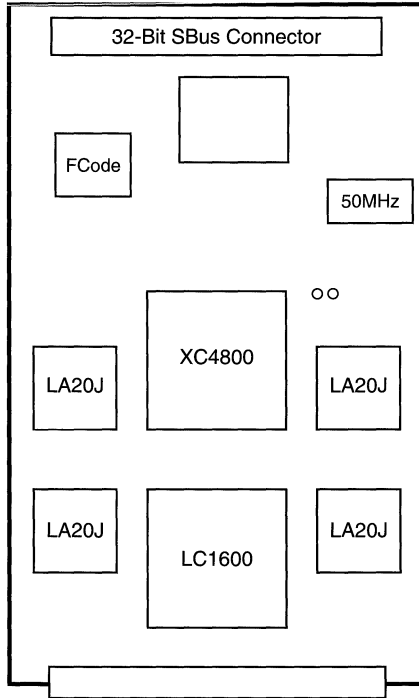 32-Bit SBus Connector
FCode
50MHz
XC4800
LA20J
LA20J
LA20J
LA20J
LC1600